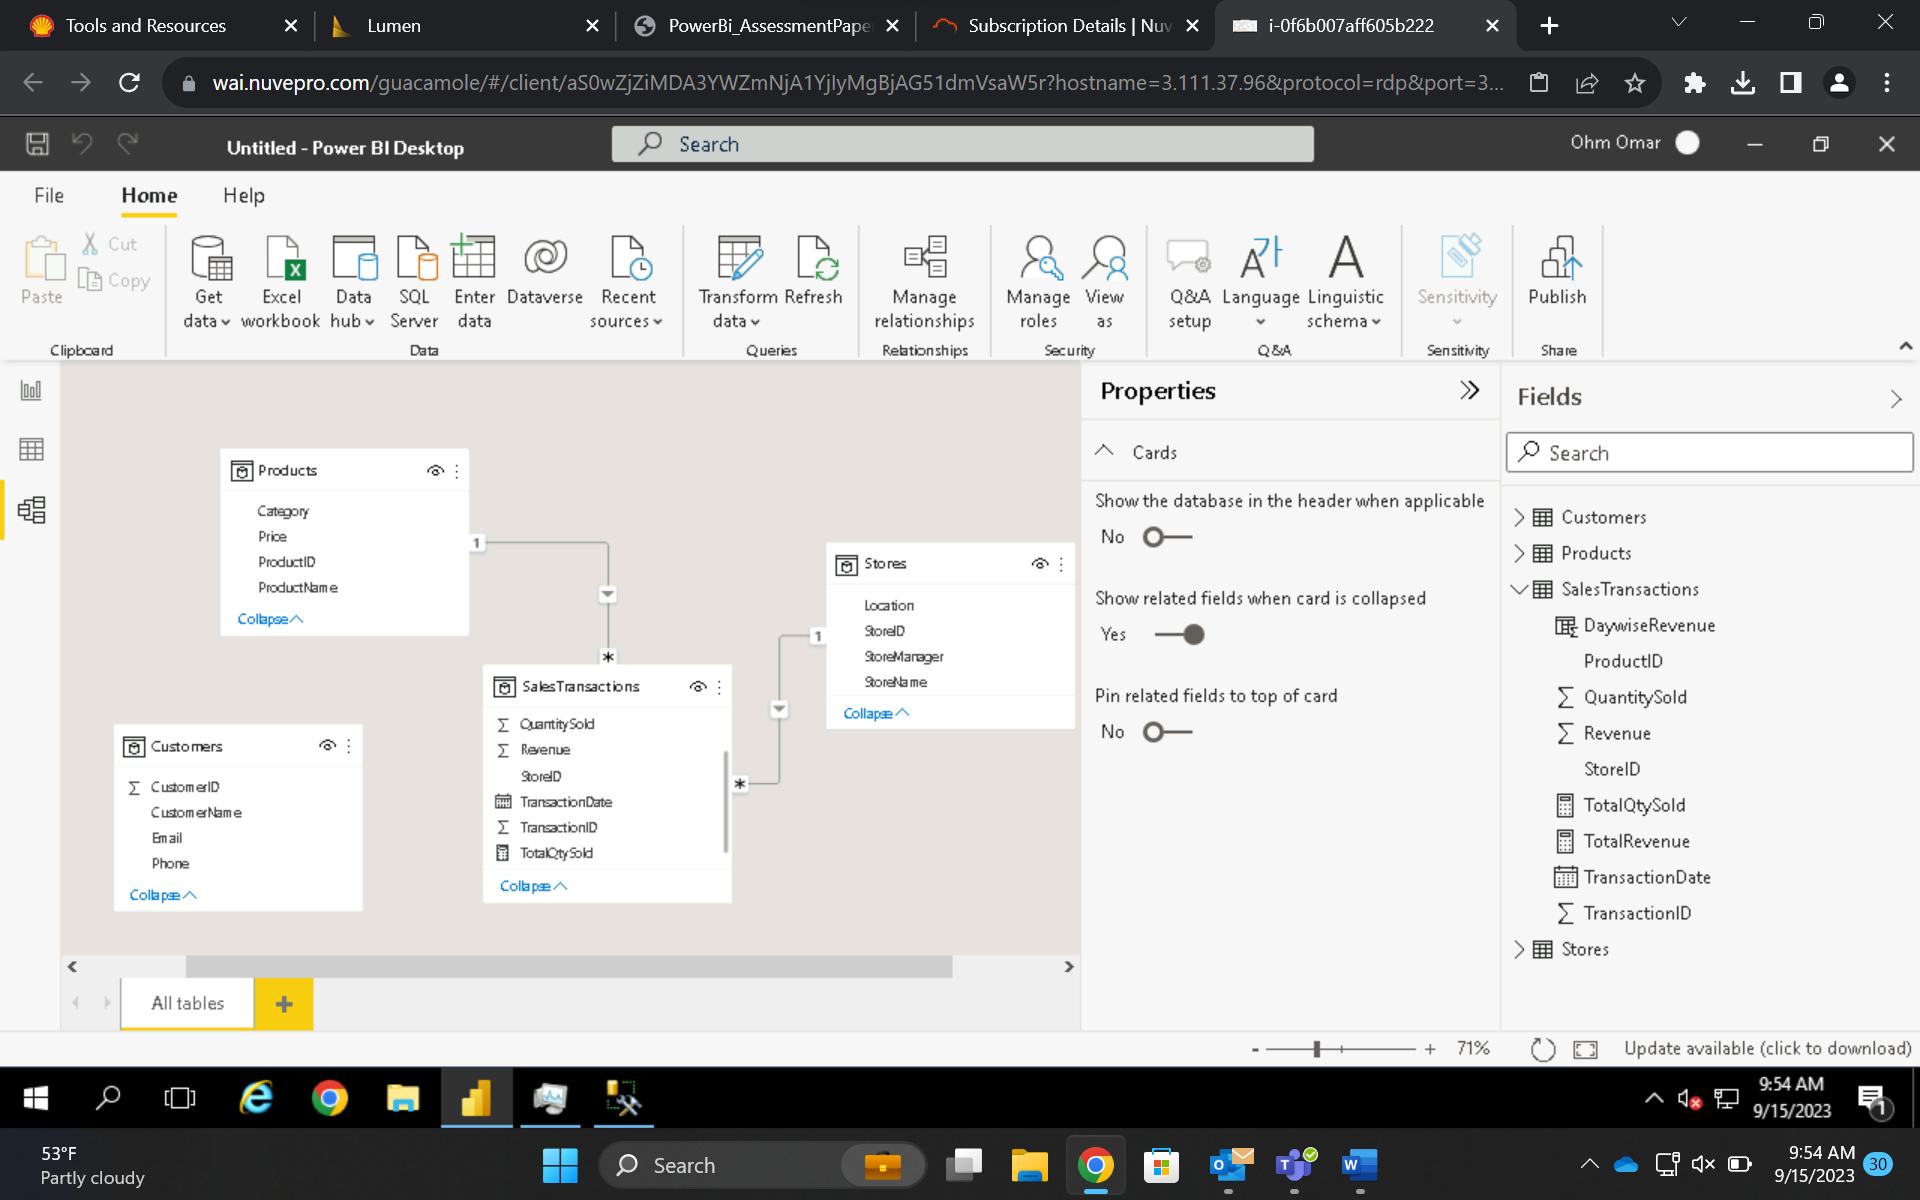 Tools and Resources
Lumen
PowerBi_AssessmentPape
Subscription Details | Nuv
i-0f6b007aff605b222
wai.nuvepro.com/guacamole/#/client/aS0wZjZiMDA3YWZmNjA1YjIyMgBjAG51dmVsaW5r?hostname=3.111.37.96&protocol=rdp&port=3...
Untitled - Power BI Desktop
Search
Ohm Omar
File
Home
Help
Paste
Cut
Copy
Clipboard
Get data
Excel workbook
Data hub
SQL Server
Enter data
Dataverse
Recent sources
Data
Transform data
Refresh
Queries
Manage relationships
Relationships
Manage roles
View as
Security
Q&A setup
Language
Linguistic schema
Q&A
Sensitivity
Sensitivity
Publish
Share
Products
Category
Price
ProductID
ProductName
Collapse
1
*
Stores
Location
StoreID
StoreManager
StoreName
Collapse
1
*
SalesTransactions
QuantitySold
Revenue
StoreID
TransactionDate
TransactionID
TotalQtySold
Collapse
Customers
CustomerID
CustomerName
Email
Phone
Collapse
All tables
+
Properties
Cards
Show the database in the header when applicable
No
Show related fields when card is collapsed
Yes
Pin related fields to top of card
No
Fields
Search
Customers
Products
SalesTransactions
DaywiseRevenue
ProductID
QuantitySold
Revenue
StoreID
TotalQtySold
TotalRevenue
TransactionDate
TransactionID
Stores
- + 71%
Update available (click to download)
9:54 AM
9/15/2023
1
53°F
Partly cloudy
Search
9:54 AM
9/15/2023
30